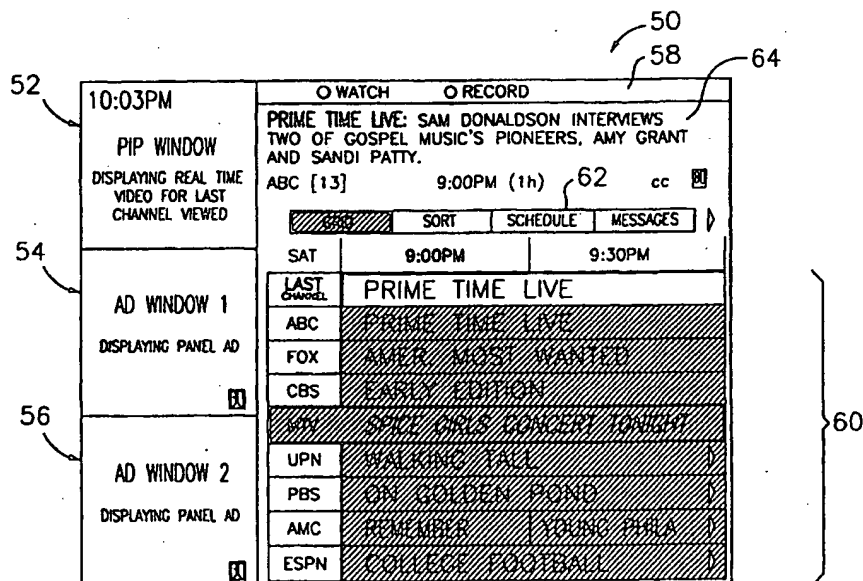 50
58
64
52
10:03PM
PIP WINDOW
DISPLAYING REAL TIME
VIDEO FOR LAST
CHANNEL VIEWED
54
AD WINDOW 1
DISPLAYING PANEL AD
56
AD WINDOW 2
DISPLAYING PANEL AD
O WATCH O RECORD
PRIME TIME LIVE: SAM DONALDSON INTERVIEWS
TWO OF GOSPEL MUSIC'S PIONEERS, AMY GRANT
AND SANDI PATTY.
ABC [13] 9:00PM (1h) 62 cc
GRID SORT SCHEDULE MESSAGES
SAT 9:00PM 9:30PM
LAST CHANNEL PRIME TIME LIVE
ABC PRIME TIME LIVE
FOX AMER. MOST WANTED
CBS EARLY EDITION
MTV SPICE GIRLS CONCERT TONIGHT
UPN WALKING TALL
PBS ON GOLDEN POND
AMC REMEMBER YOUNG PHILA
ESPN COLLEGE FOOTBALL
60